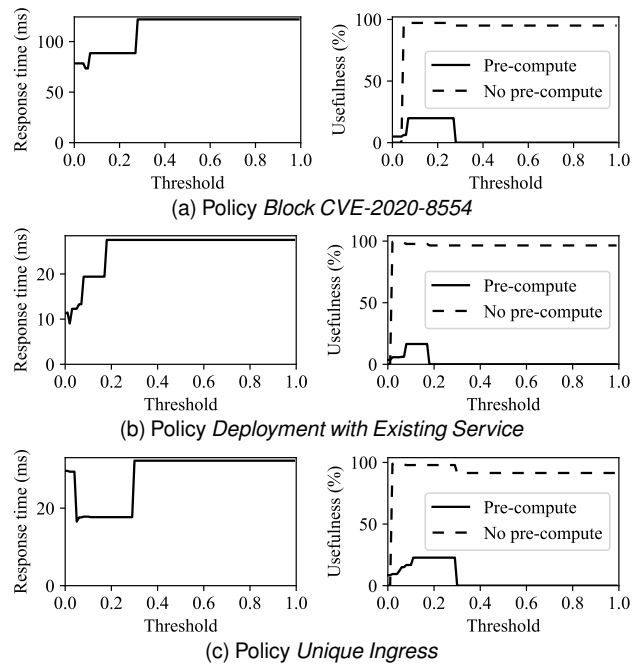 Response time (ms)
100
50
0
0.0 0.2 0.4 0.6 0.8 1.0
Threshold
Usefulness (%)
100
50
0
Pre-compute
No pre-compute
0.0 0.2 0.4 0.6 0.8 1.0
Threshold
(a) Policy Block CVE-2020-8554
Response time (ms)
20
10
0
0.0 0.2 0.4 0.6 0.8 1.0
Threshold
Usefulness (%)
100
50
0
Pre-compute
No pre-compute
0.0 0.2 0.4 0.6 0.8 1.0
Threshold
(b) Policy Deployment with Existing Service
Response time (ms)
20
0
0.0 0.2 0.4 0.6 0.8 1.0
Threshold
Usefulness (%)
100
50
0
Pre-compute
No pre-compute
0.0 0.2 0.4 0.6 0.8 1.0
Threshold
(c) Policy Unique Ingress